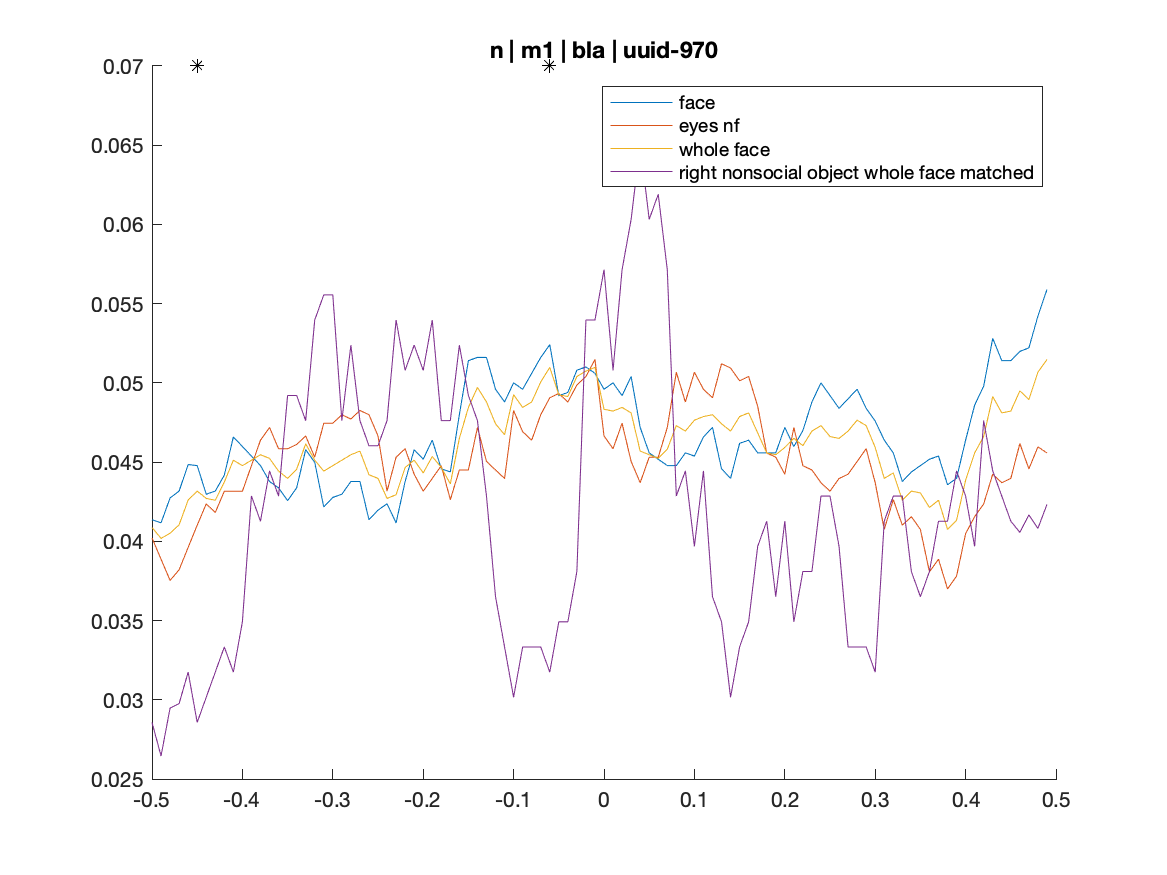 n | m1 | bla | uuid-970
0.07
0.065
0.06
0.055
0.05
0.045
0.04
0.035
0.03
0.025
face
eyes nf
whole face
right nonsocial object whole face matched
-0.5 -0.4 -0.3 -0.2 -0.1 0 0.1 0.2 0.3 0.4 0.5